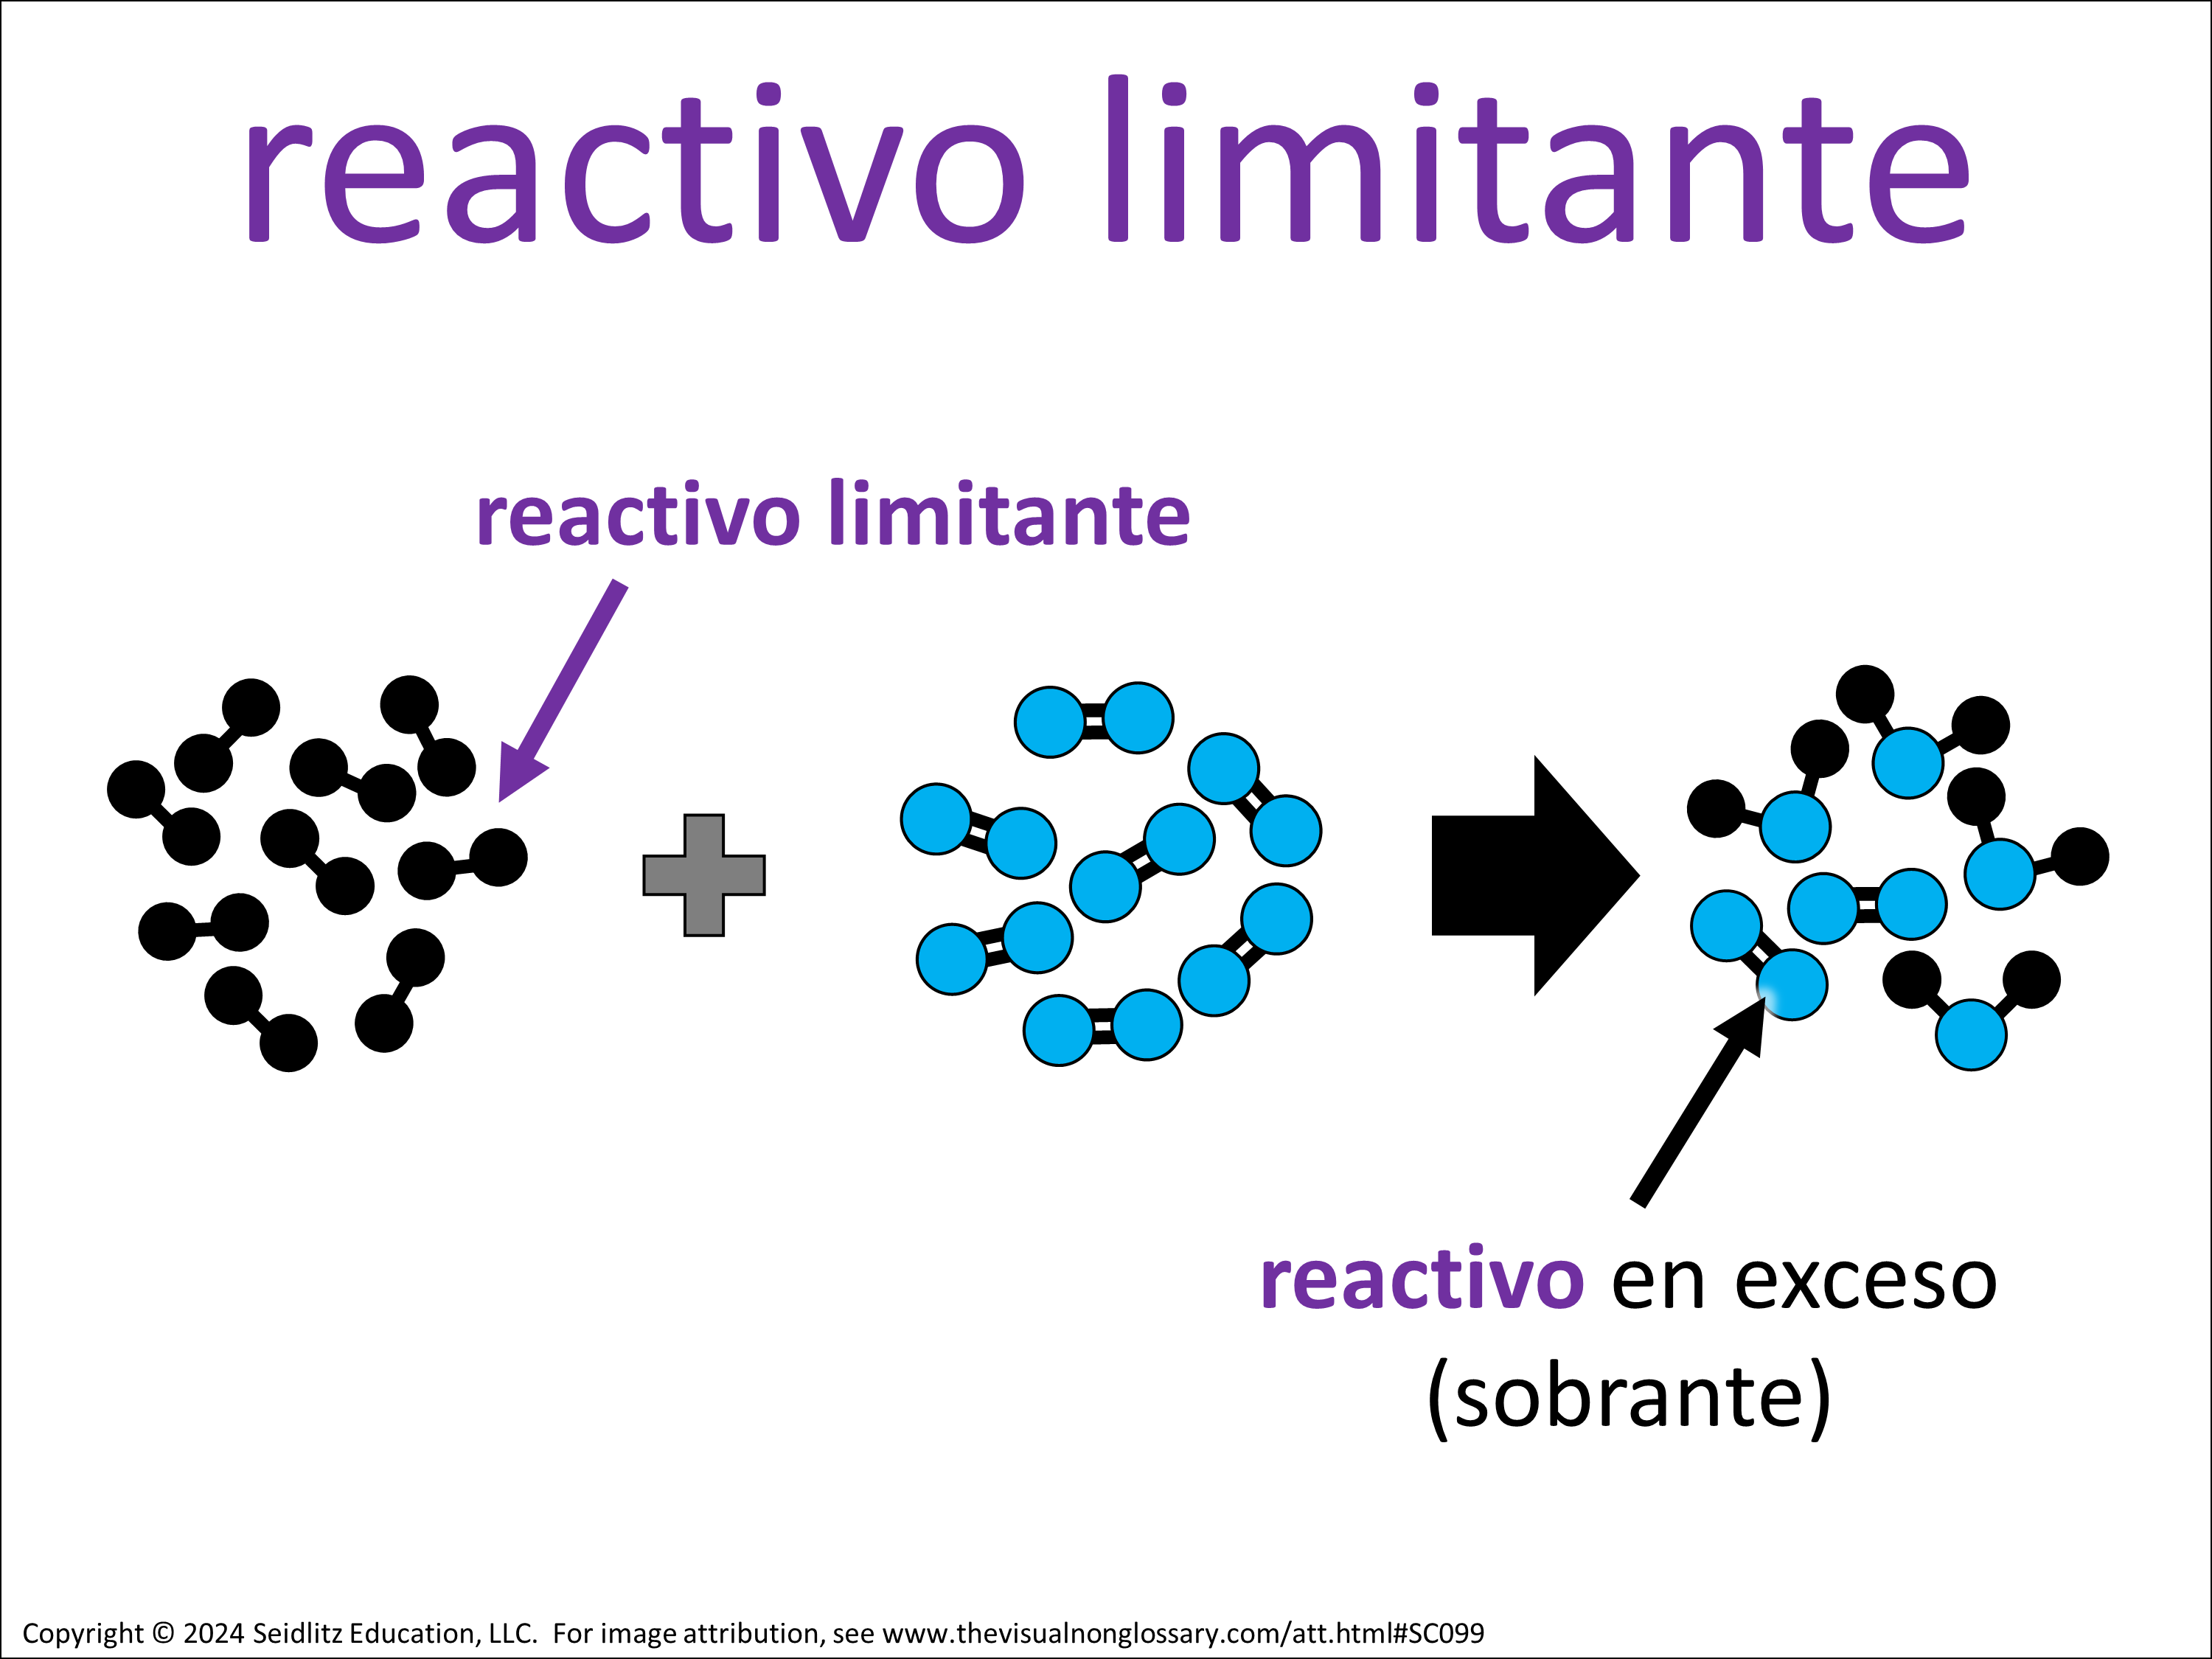 reactivo limitante
reactivo limitante
reactivo en exceso
(sobrante)
Copyright © 2024 Seidlitz Education, LLC.  For image attribution, see www.thevisualnonglossary.com/att.html#SC099